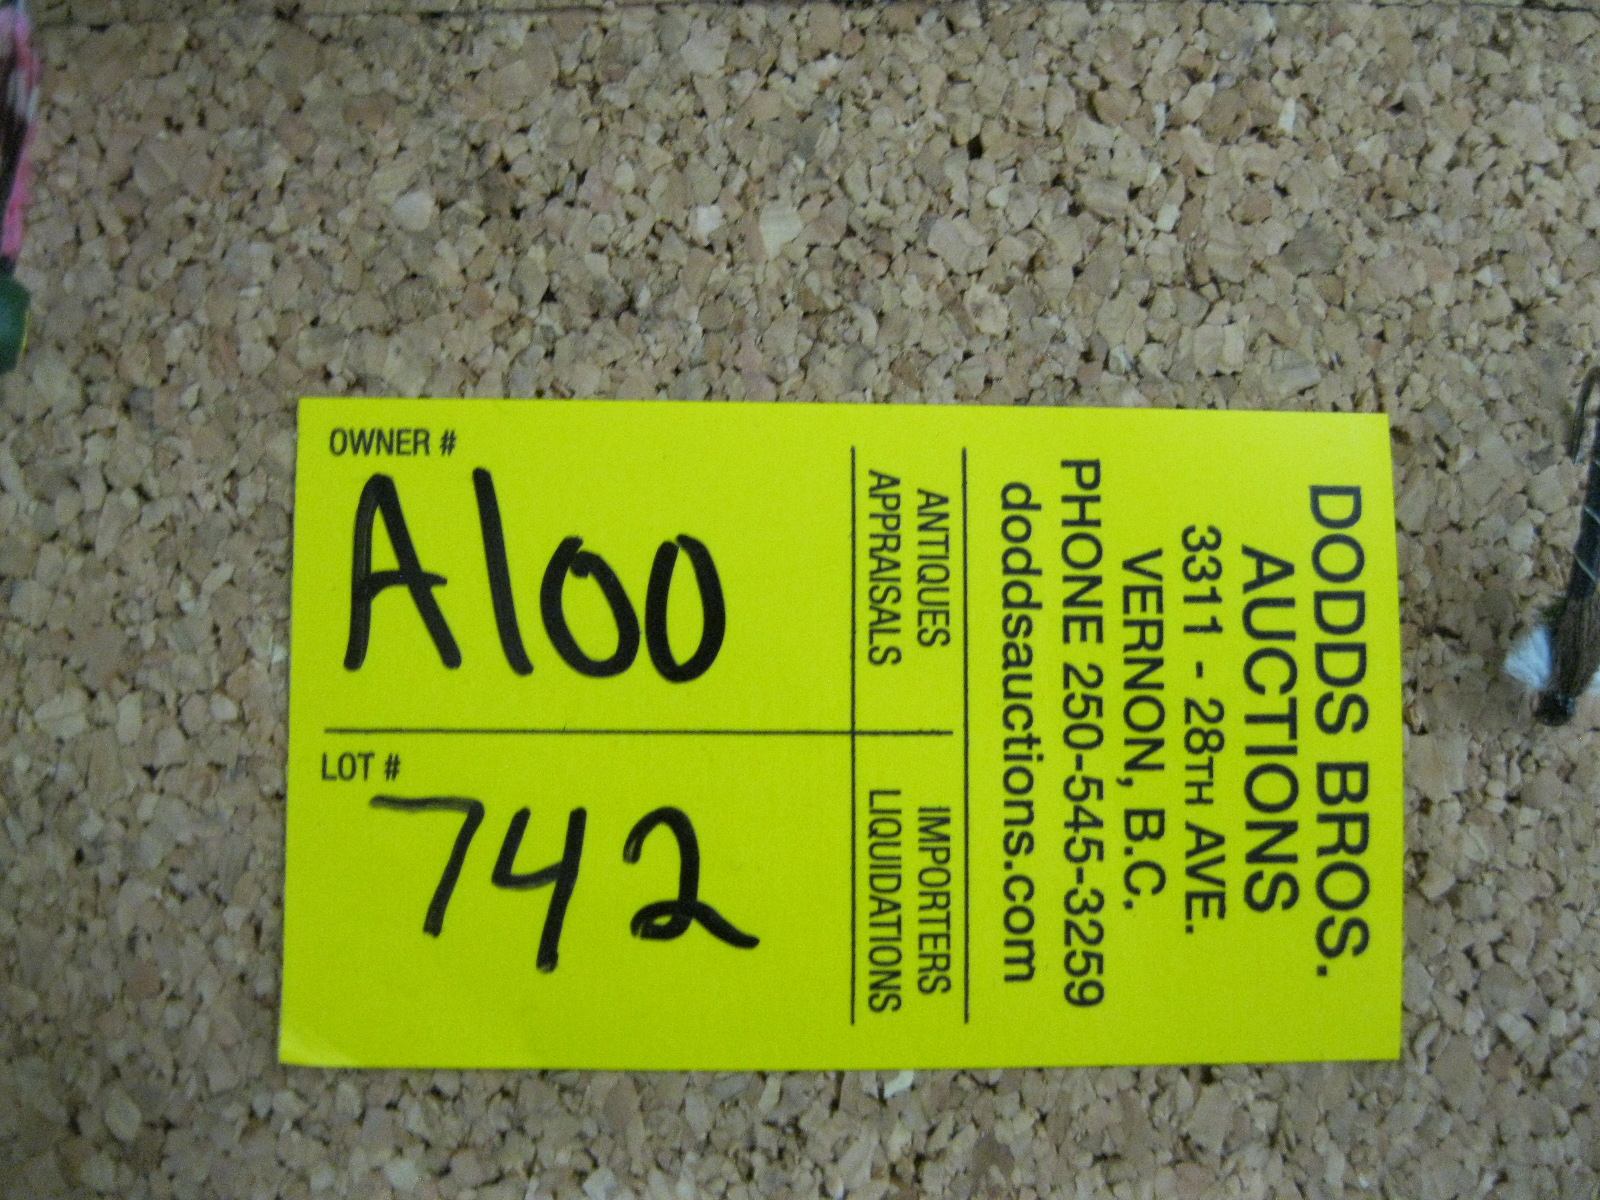 DODDS BROS.
AUCTIONS
3311 - 28TH AVE.
VERNON, B.C.
PHONE 250-545-3259
doddsauctions.com
ANTIQUES
APPRAISALS
IMPORTERS
LIQUIDATIONS
OWNER #
A100
LOT #
742